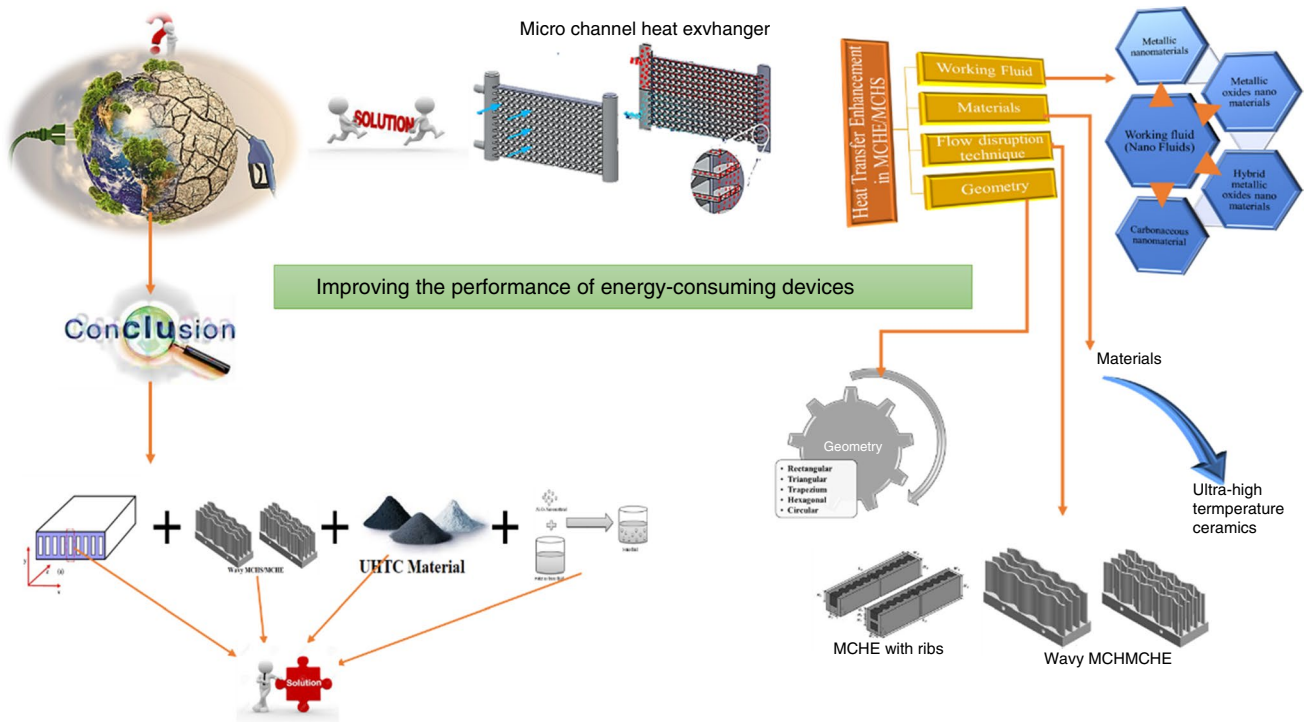 Micro channel heat exvhanger
SOLUTION
Heat Transfer Enhancement
in MCHE/MCHS
Working Fluid
Materials
Flow disruption
technique
Geometry
Metallic
nanomaterials
Metallic
oxides nano
materials
Working fluid
(Nano Fluids)
Hybrid
metallic
oxides nano
materials
Carbonaceous
nanomaterial
Improving the performance of energy-consuming devices
Conclusion
Materials
Ultra-high
termperature
ceramics
Geometry
• Rectangular
• Triangular
• Trapezium
• Hexagonal
• Circular
MCHE with ribs
Wavy MCHMCHE
+
Wavy MCHS/MCHE
+
UHTC Material
+
+
y
z
x
(a)
Solution